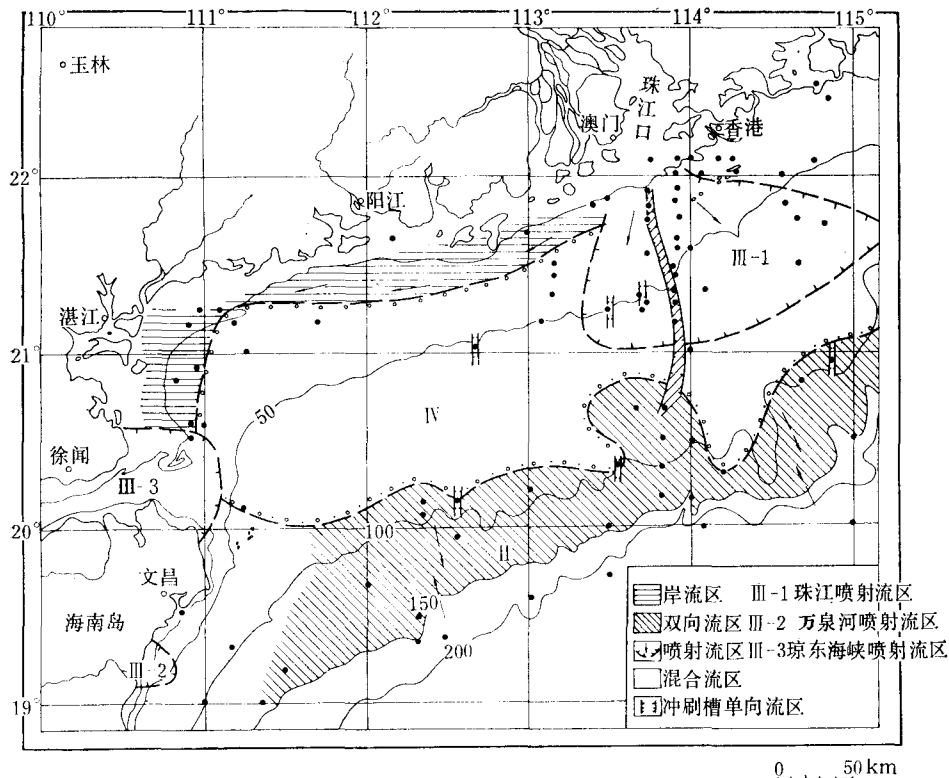 110° 111° 112° 113° 114° 115°
玉林
珠江口
澳门
香港
22°
阳江
III-1
湛江
21°
50
IV
徐闻
III-3
20°
100
II
文昌
海南岛
150
200
III-2
19°
岸流区 III-1 珠江喷射流区
双向流区 III-2 万泉河喷射流区
喷射流区 III-3 琼东海峡喷射流区
混合流区
冲刷槽单向流区
0 50 km